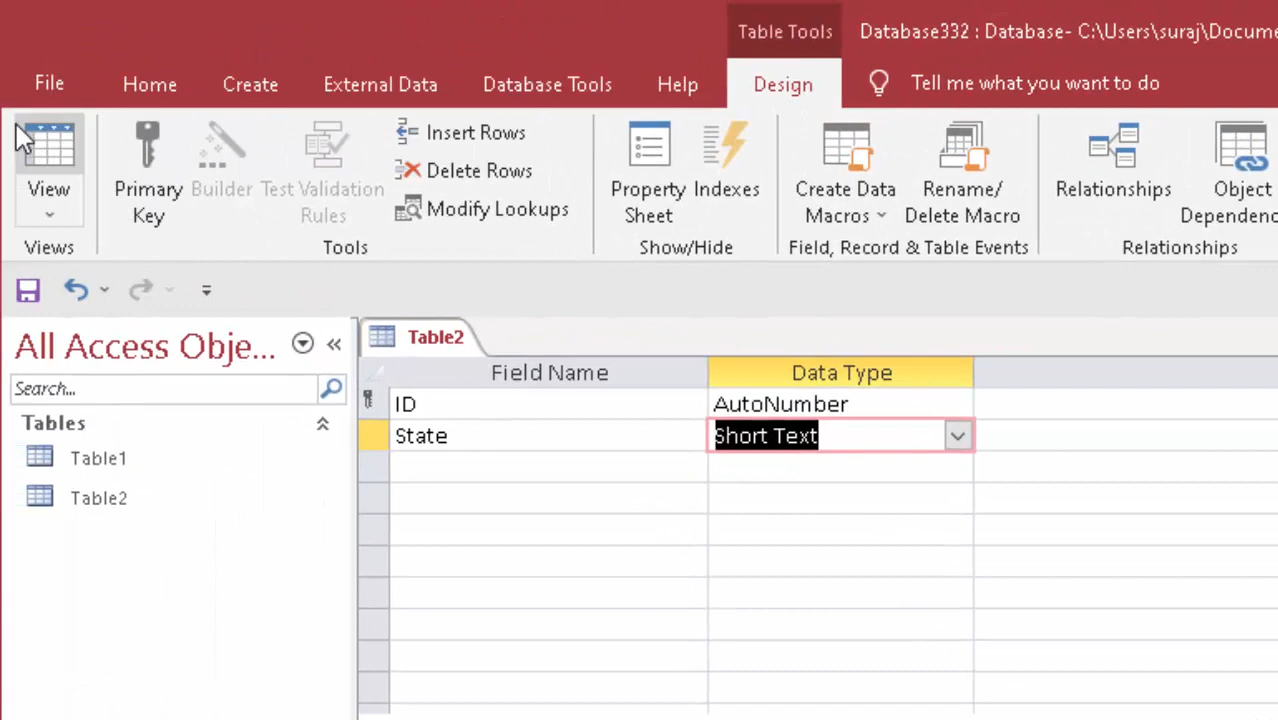 Table Tools
Database332 : Database- C:\Users\suraj\Docume
File
Home
Create
External Data
Database Tools
Help
Design
Tell me what you want to do
View
Primary
Key
Builder
Test Validation
Rules
Insert Rows
Delete Rows
Modify Lookups
Property
Sheet
Indexes
Create Data
Macros
Rename/
Delete Macro
Relationships
Object
Dependenc
Views
Tools
Show/Hide
Field, Record & Table Events
Relationships
All Access Obje...
Search...
Tables
Table1
Table2
Table2
Field Name
Data Type
ID
AutoNumber
State
Short Text